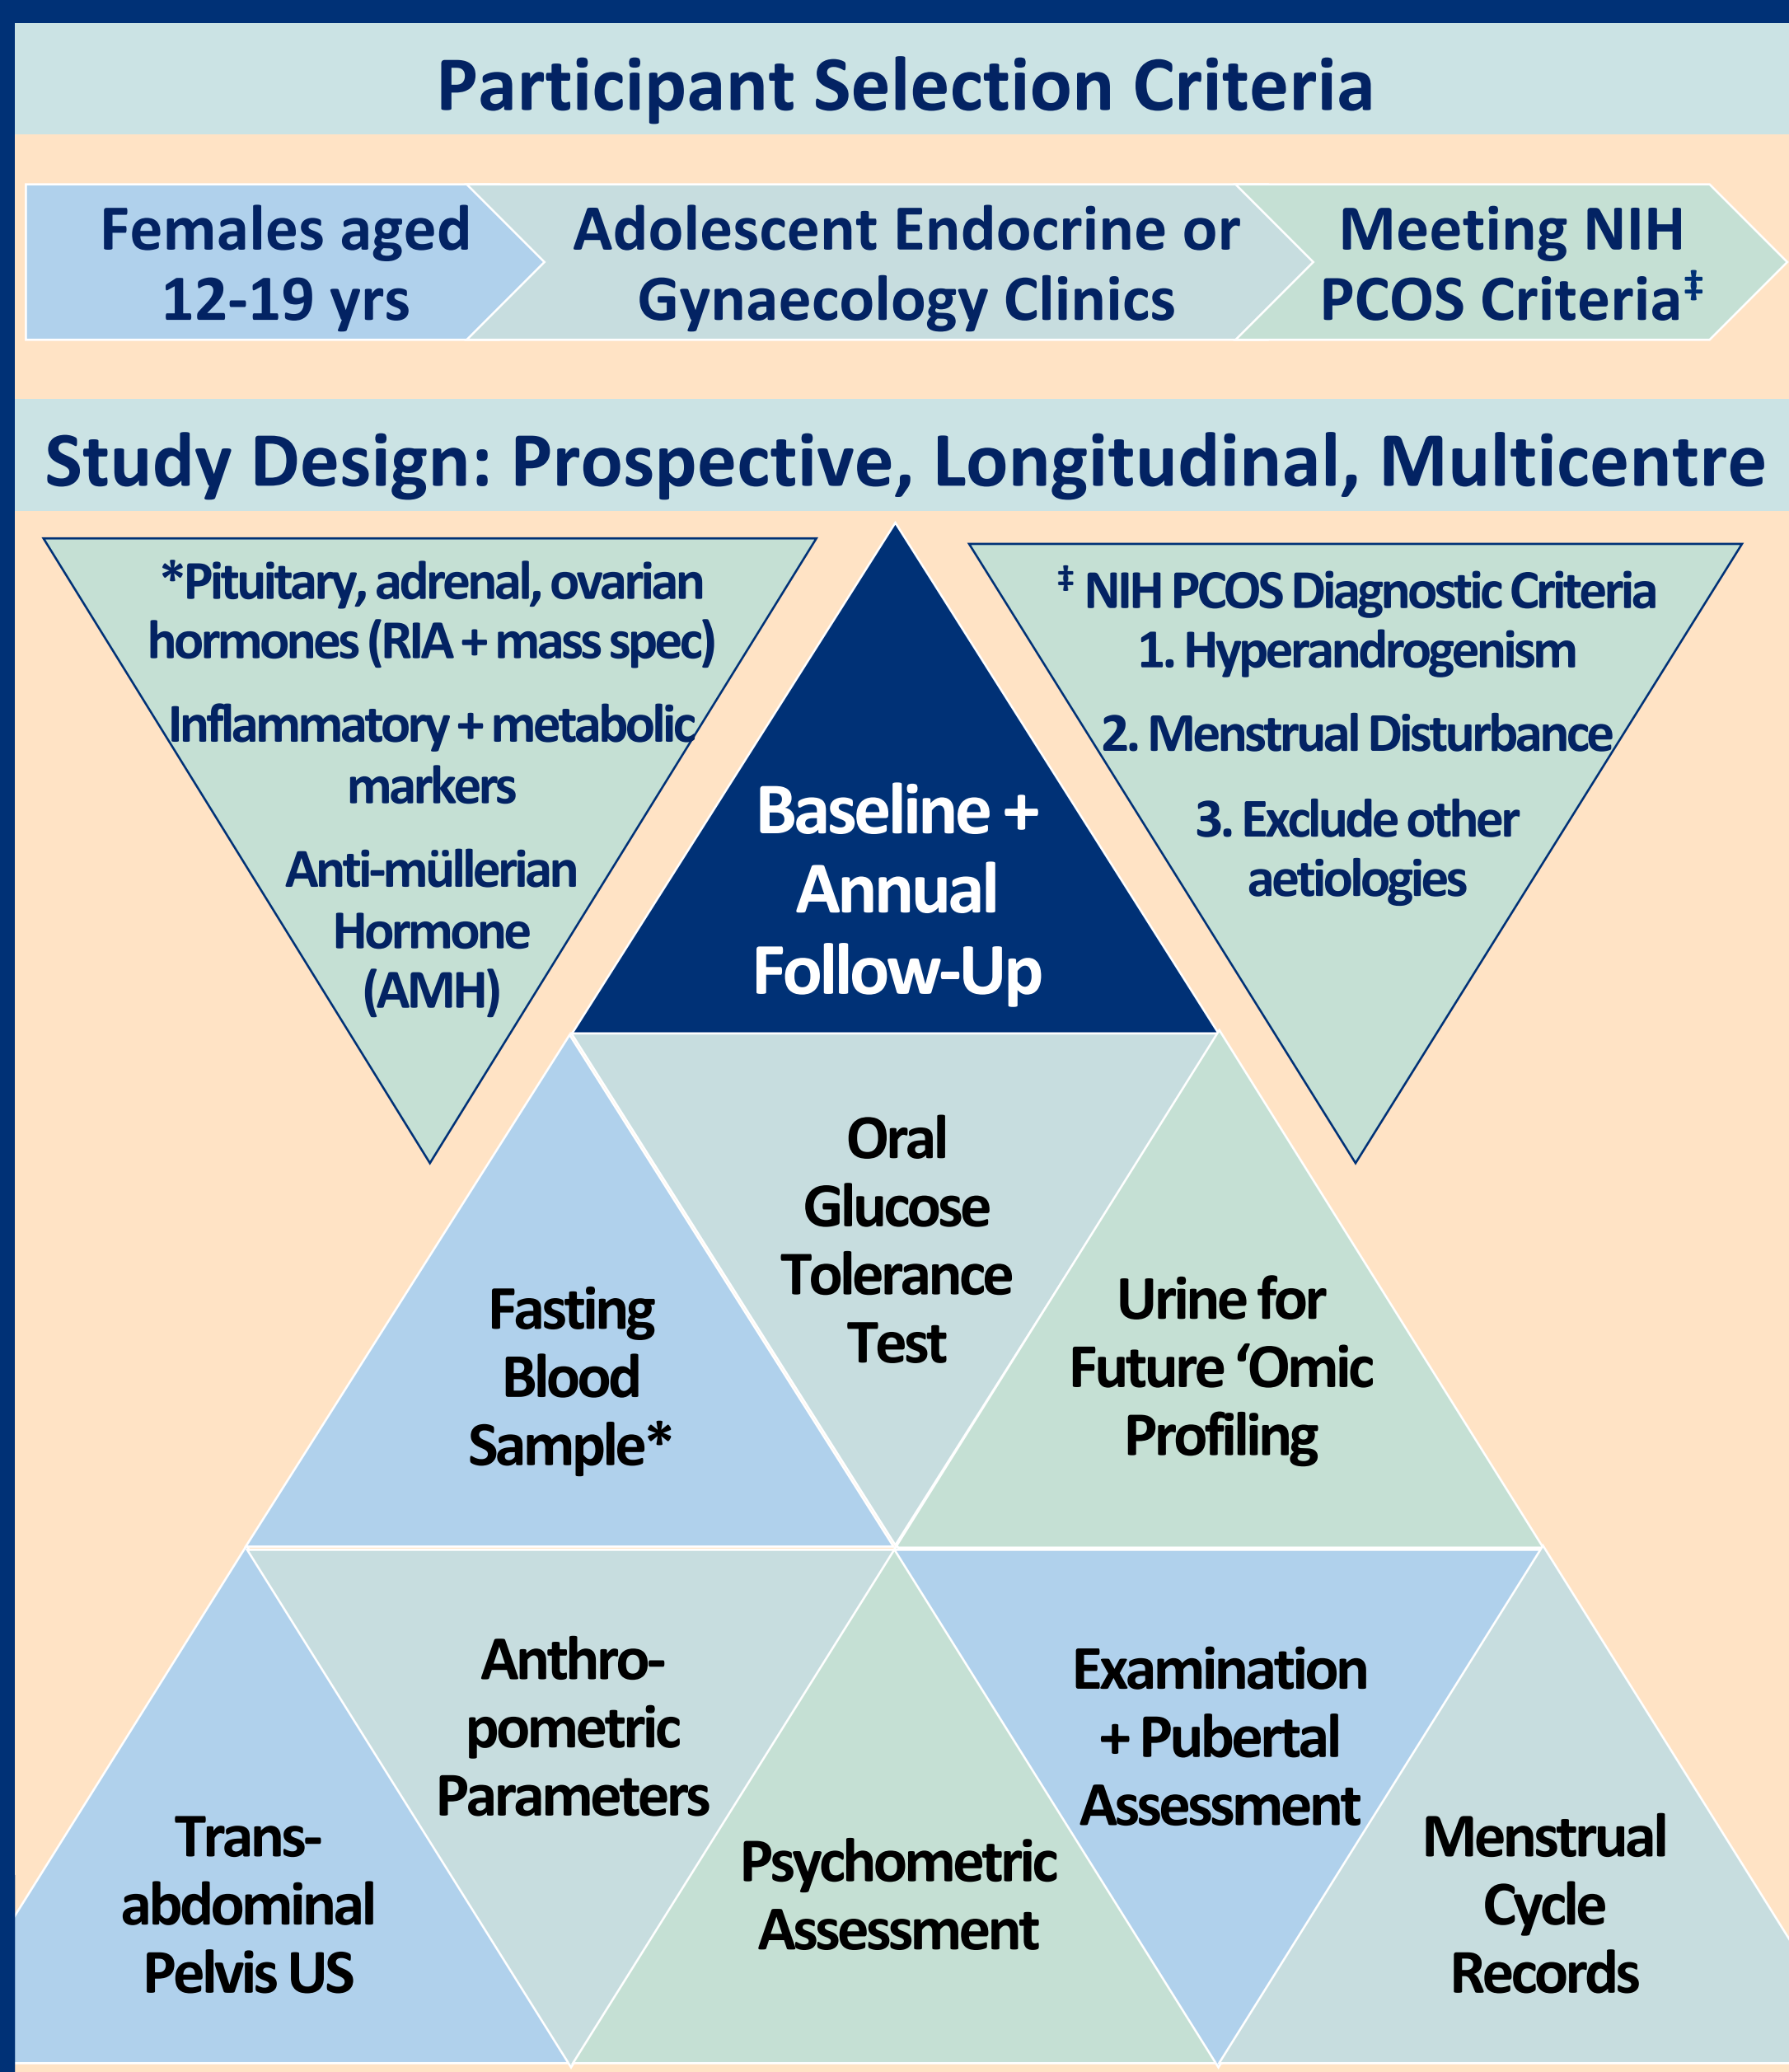 Participant Selection Criteria
Females aged
12-19 yrs
Adolescent Endocrine or
Gynaecology Clinics
Meeting NIH
PCOS Criteria‡
Study Design: Prospective, Longitudinal, Multicentre
*Pituitary, adrenal, ovarian
hormones (RIA + mass spec)
Inflammatory + metabolic
markers
Anti-müllerian
Hormone
(AMH)
Baseline +
Annual
Follow-Up
‡ NIH PCOS Diagnostic Criteria
1. Hyperandrogenism
2. Menstrual Disturbance
3. Exclude other
aetiologies
Fasting
Blood
Sample*
Oral
Glucose
Tolerance
Test
Urine for
Future ‘Omic
Profiling
Trans-
abdominal
Pelvis US
Anthro-
pometric
Parameters
Psychometric
Assessment
Examination
+ Pubertal
Assessment
Menstrual
Cycle
Records